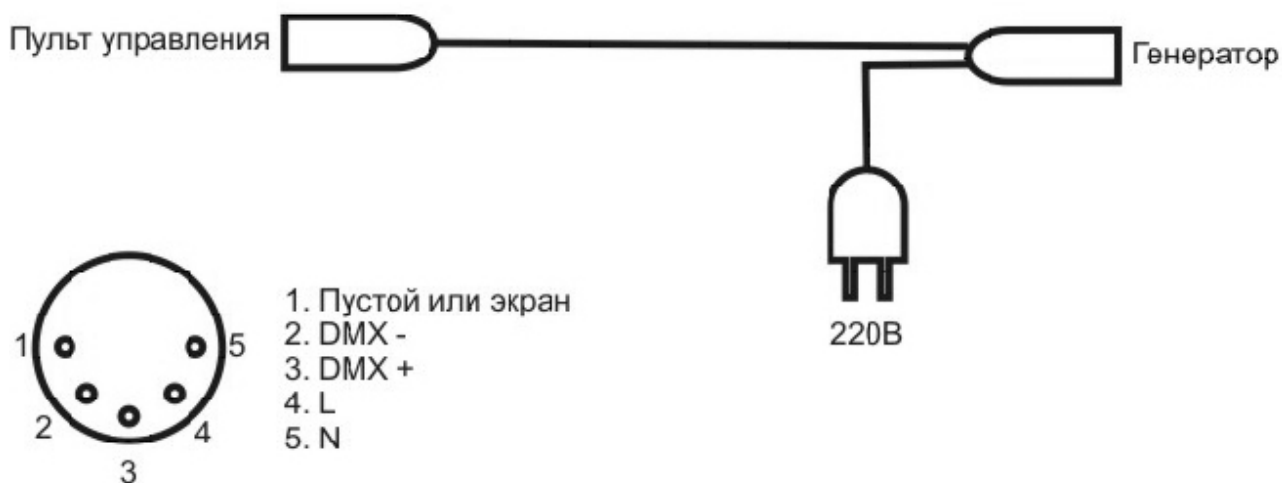 Пульт управления
Генератор
220В
1
2
3
4
5
1. Пустой или экран
2. DMX -
3. DMX +
4. L
5. N